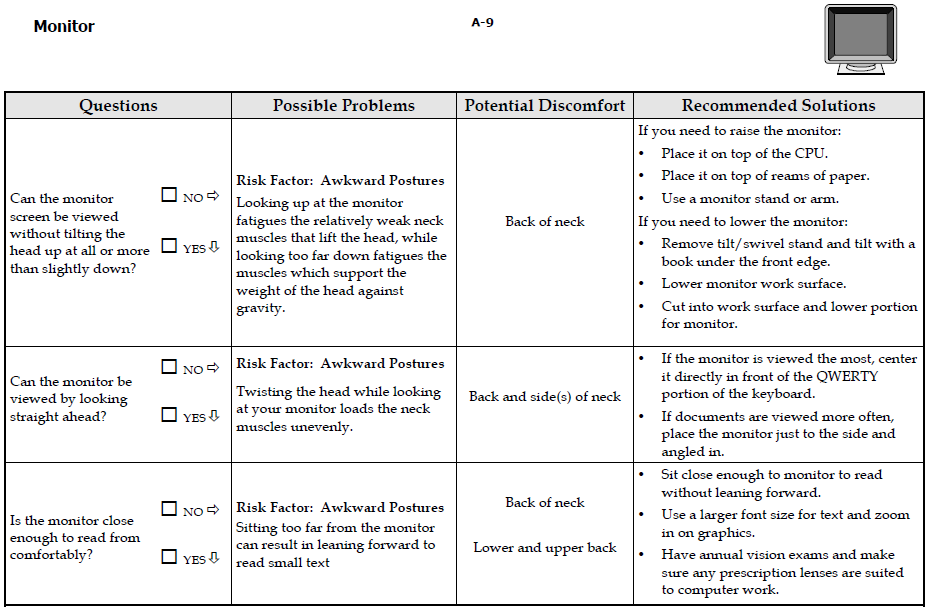 Monitor
A-9
Questions
Possible Problems
Potential Discomfort
Recommended Solutions
Can the monitor
screen be viewed
without tilting the
head up at all or more
than slightly down?
☐ NO ⇨
☐ YES ⇩
Risk Factor: Awkward Postures
Looking up at the monitor
fatigues the relatively weak neck
muscles that lift the head, while
looking too far down fatigues the
muscles which support the
weight of the head against
gravity.
Back of neck
If you need to raise the monitor:
• Place it on top of the CPU.
• Place it on top of reams of paper.
• Use a monitor stand or arm.
If you need to lower the monitor:
• Remove tilt/swivel stand and tilt with a
book under the front edge.
• Lower monitor work surface.
• Cut into work surface and lower portion
for monitor.
Can the monitor be
viewed by looking
straight ahead?
☐ NO ⇨
☐ YES ⇩
Risk Factor: Awkward Postures
Twisting the head while looking
at your monitor loads the neck
muscles unevenly.
Back and side(s) of neck
• If the monitor is viewed the most, center
it directly in front of the QWERTY
portion of the keyboard.
• If documents are viewed more often,
place the monitor just to the side and
angled in.
Is the monitor close
enough to read from
comfortably?
☐ NO ⇨
☐ YES ⇩
Risk Factor: Awkward Postures
Sitting too far from the monitor
can result in leaning forward to
read small text
Back of neck
Lower and upper back
• Sit close enough to monitor to read
without leaning forward.
• Use a larger font size for text and zoom
in on graphics.
• Have annual vision exams and make
sure any prescription lenses are suited
to computer work.